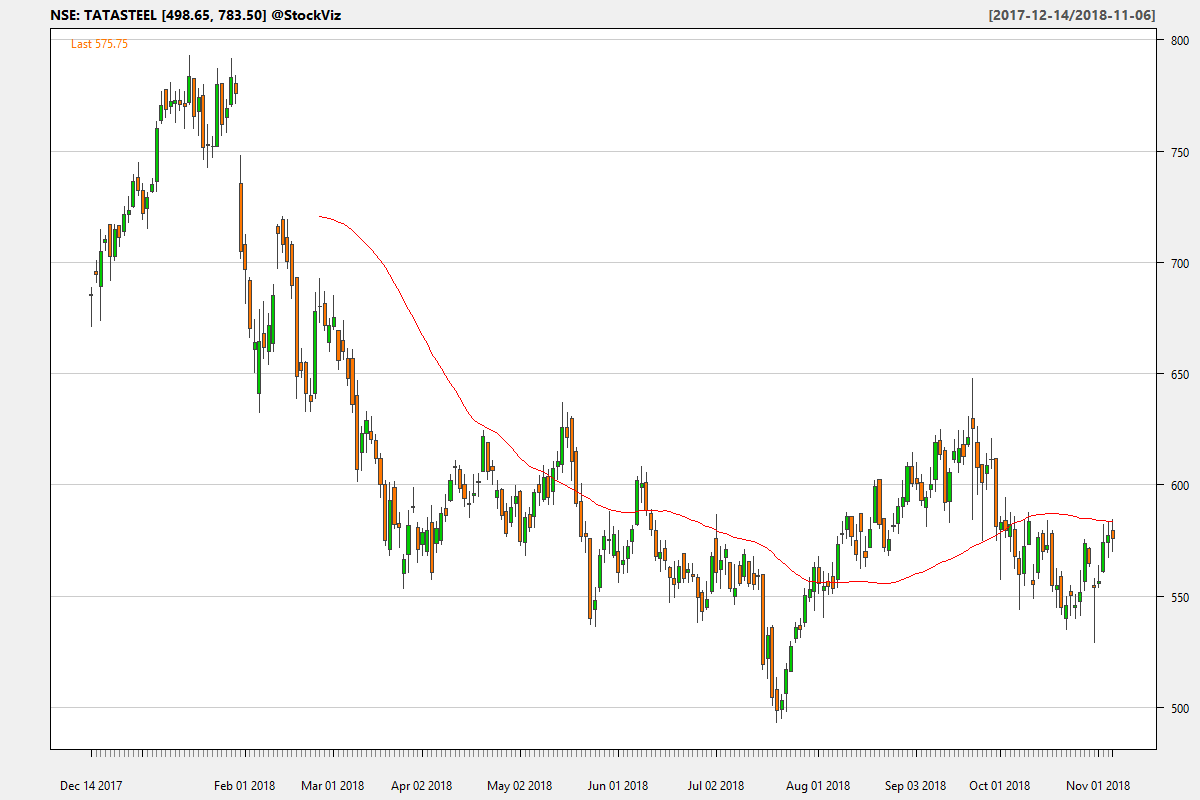 NSE: TATASTEEL [498.65, 783.50] @StockViz [2017-12-14/2018-11-06]
Last 575.75
800
750
700
650
600
550
500
Dec 14 2017 Feb 01 2018 Mar 01 2018 Apr 02 2018 May 02 2018 Jun 01 2018 Jul 02 2018 Aug 01 2018 Sep 03 2018 Oct 01 2018 Nov 01 2018